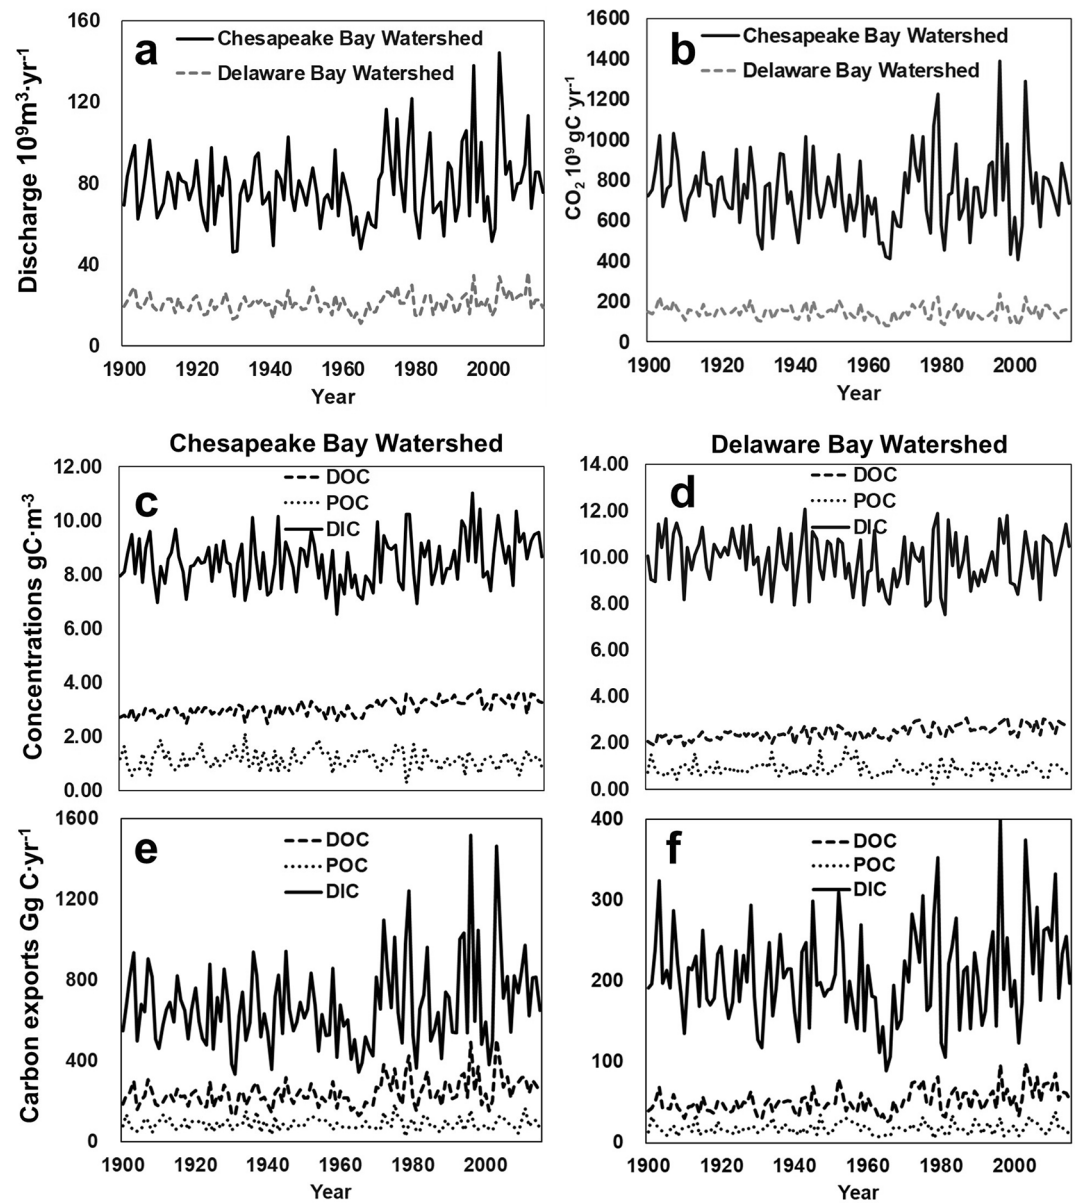 a
Chesapeake Bay Watershed
Delaware Bay Watershed
Discharge 10⁹m³·yr⁻¹
160
120
80
40
0
1900 1920 1940 1960 1980 2000
Year
b
Chesapeake Bay Watershed
Delaware Bay Watershed
CO₂ 10⁹ gC·yr⁻¹
1600
1400
1200
1000
800
600
400
200
0
1900 1920 1940 1960 1980 2000
Year
Chesapeake Bay Watershed
c
DOC
POC
DIC
Concentrations gC·m⁻³
12.00
10.00
8.00
6.00
4.00
2.00
0.00
Delaware Bay Watershed
d
DOC
POC
DIC
14.00
12.00
10.00
8.00
6.00
4.00
2.00
0.00
e
DOC
POC
DIC
Carbon exports Gg C·yr⁻¹
1600
1200
800
400
0
1900 1920 1940 1960 1980 2000
Year
f
DOC
POC
DIC
400
300
200
100
0
1900 1920 1940 1960 1980 2000
Year